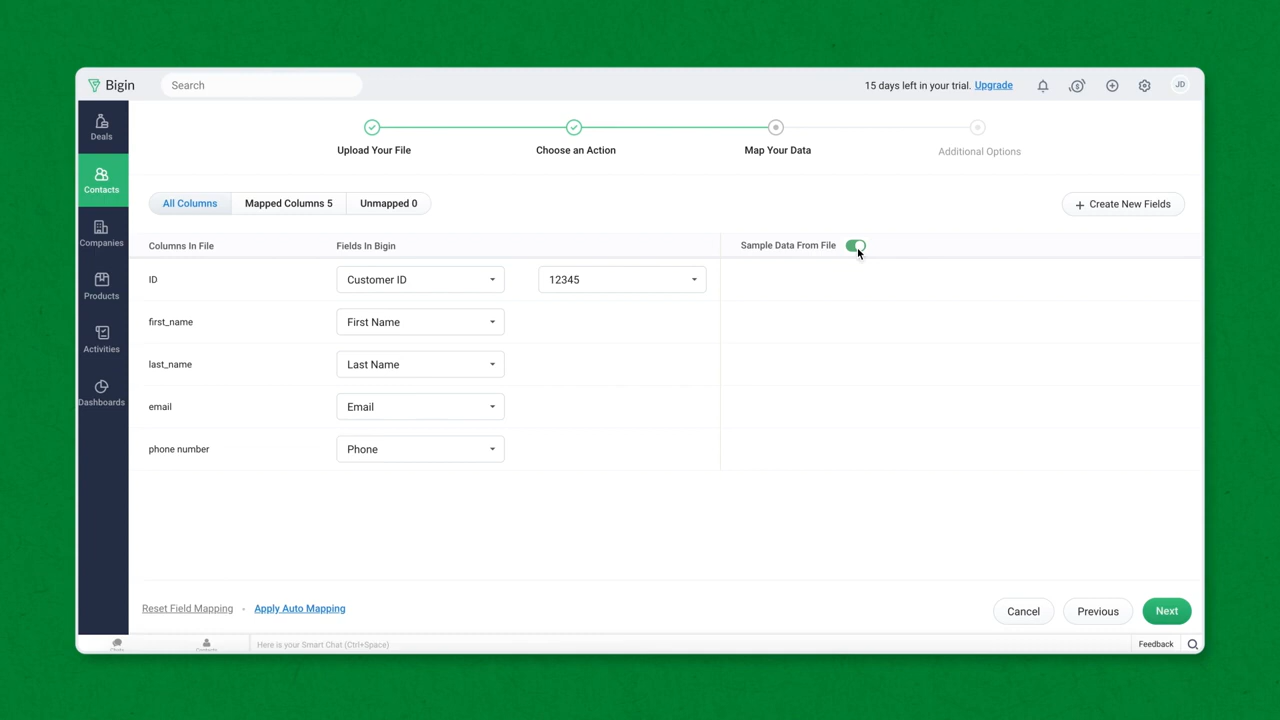 Bigin
Search
15 days left in your trial. Upgrade
JD
Deals
Contacts
Companies
Products
Activities
Dashboards
Upload Your File
Choose an Action
Map Your Data
Additional Options
All Columns
Mapped Columns 5
Unmapped 0
+ Create New Fields
Columns In File
Fields In Bigin
Sample Data From File
ID
Customer ID
12345
first_name
First Name
last_name
Last Name
email
Email
phone number
Phone
Reset Field Mapping
Apply Auto Mapping
Cancel
Previous
Next
Chats
Contacts
Here is your Smart Chat (Ctrl+Space)
Feedback